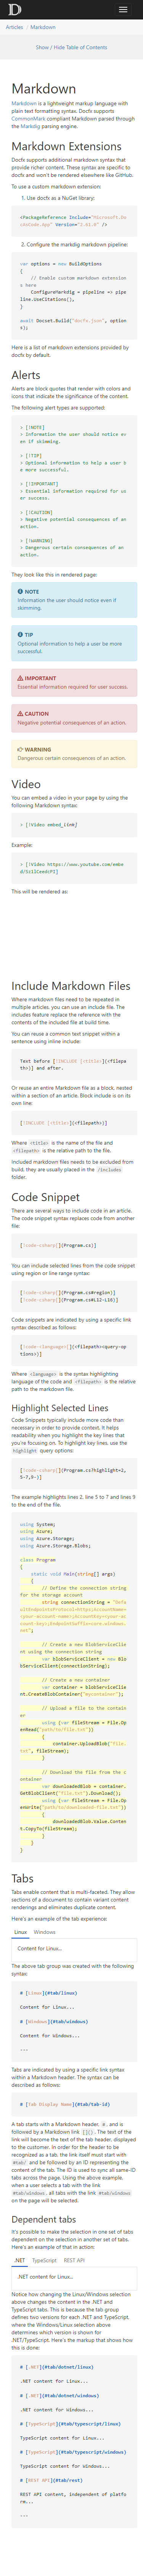 Articles / Markdown
Show / Hide Table of Contents
Markdown
Markdown is a lightweight markup language with
plain text formatting syntax. Docfx supports
CommonMark compliant Markdown parsed through
the Markdig parsing engine.
Markdown Extensions
Docfx supports additional markdown syntax that
provide richer content. These syntax are specific to
docfx and won't be rendered elsewhere like GitHub.
To use a custom markdown extension:
1. Use docfx as a NuGet library:
<PackageReference Include="Microsoft.Do
cAsCode.App" Version="2.61.0" />
2. Configure the markdig markdown pipeline:
var options = new BuildOptions
{
// Enable custom markdown extension
s here
ConfigureMarkdig = pipeline => pipe
line.UseCitations(),
}
await Docset.Build("docfx.json", option
s);
Here is a list of markdown extensions provided by
docfx by default.
Alerts
Alerts are block quotes that render with colors and
icons that indicate the significance of the content.
The following alert types are supported:
> [!NOTE]
> Information the user should notice ev
en if skimming.
> [!TIP]
> Optional information to help a user b
e more successful.
> [!IMPORTANT]
> Essential information required for us
er success.
> [!CAUTION]
> Negative potential consequences of an
action.
> [!WARNING]
> Dangerous certain consequences of an
action.
They look like this in rendered page:
NOTE
Information the user should notice even if
skimming.
TIP
Optional information to help a user be more
successful.
IMPORTANT
Essential information required for user success.
CAUTION
Negative potential consequences of an action.
WARNING
Dangerous certain consequences of an action.
Video
You can embed a video in your page by using the
following Markdown syntax:
> [!Video embed_link]
Example:
> [!Video https://www.youtube.com/embe
d/Sz1lCeedcPI]
This will be rendered as:
Include Markdown Files
Where markdown files need to be repeated in
multiple articles, you can use an include file. The
includes feature replace the reference with the
contents of the included file at build time.
You can reuse a common text snippet within a
sentence using inline include:
Text before [!INCLUDE [<title>](<filepa
th>)] and after.
Or reuse an entire Markdown file as a block, nested
within a section of an article. Block include is on its
own line:
[!INCLUDE [<title>](<filepath>)]
Where <title> is the name of the file and
<filepath> is the relative path to the file.
Included markdown files needs to be excluded from
build, they are usually placed in the /includes
folder.
Code Snippet
There are several ways to include code in an article.
The code snippet syntax replaces code from another
file:
[!code-csharp[](Program.cs)]
You can include selected lines from the code snippet
using region or line range syntax:
[!code-csharp[](Program.cs#region)]
[!code-csharp[](Program.cs#L12-L16)]
Code snippets are indicated by using a specific link
syntax described as follows:
[!code-<language>[](<filepath><query-op
tions>)]
Where <language> is the syntax highlighting
language of the code and <filepath> is the relative
path to the markdown file.
Highlight Selected Lines
Code Snippets typically include more code than
necessary in order to provide context. It helps
readability when you highlight the key lines that
you're focusing on. To highlight key lines, use the
highlight query options:
[!code-csharp[](Program.cs?highlight=2,
5-7,9-)]
The example highlights lines 2, line 5 to 7 and lines 9
to the end of the file.
using System;
using Azure;
using Azure.Storage;
using Azure.Storage.Blobs;
class Program
{
static void Main(string[] args)
{
// Define the connection string
for the storage account
string connectionString = "Defa
ultEndpointsProtocol=https;AccountName=
<your-account-name>;AccountKey=<your-ac
count-key>;EndpointSuffix=core.windows.
net";
// Create a new BlobServiceClie
nt using the connection string
var blobServiceClient = new Blo
bServiceClient(connectionString);
// Create a new container
var container = blobServiceClie
nt.CreateBlobContainer("mycontainer");
// Upload a file to the contain
er
using (var fileStream = File.Op
enRead("path/to/file.txt"))
{
container.UploadBlob("file.
txt", fileStream);
}
// Download the file from the c
ontainer
var downloadedBlob = container.
GetBlobClient("file.txt").Download();
using (var fileStream = File.Op
enWrite("path/to/downloaded-file.txt"))
{
downloadedBlob.Value.Conten
t.CopyTo(fileStream);
}
}
}
Tabs
Tabs enable content that is multi-faceted. They allow
sections of a document to contain variant content
renderings and eliminates duplicate content.
Here's an example of the tab experience:
Linux Windows
Content for Linux...
The above tab group was created with the following
syntax:
# [Linux](#tab/linux)
Content for Linux...
# [Windows](#tab/windows)
Content for Windows...
---
Tabs are indicated by using a specific link syntax
within a Markdown header. The syntax can be
described as follows:
# [Tab Display Name](#tab/tab-id)
A tab starts with a Markdown header, #, and is
followed by a Markdown link [](). The text of the
link will become the text of the tab header, displayed
to the customer. In order for the header to be
recognized as a tab, the link itself must start with
#tab/ and be followed by an ID representing the
content of the tab. The ID is used to sync all same-ID
tabs across the page. Using the above example,
when a user selects a tab with the link
#tab/windows, all tabs with the link #tab/windows
on the page will be selected.
Dependent tabs
It's possible to make the selection in one set of tabs
dependent on the selection in another set of tabs.
Here's an example of that in action:
.NET TypeScript REST API
.NET content for Linux...
Notice how changing the Linux/Windows selection
above changes the content in the .NET and
TypeScript tabs. This is because the tab group
defines two versions for each .NET and TypeScript,
where the Windows/Linux selection above
determines which version is shown for
.NET/TypeScript. Here's the markup that shows how
this is done:
# [.NET](#tab/dotnet/linux)
.NET content for Linux...
# [.NET](#tab/dotnet/windows)
.NET content for Windows...
# [TypeScript](#tab/typescript/linux)
TypeScript content for Linux...
# [TypeScript](#tab/typescript/windows)
TypeScript content for Windows...
# [REST API](#tab/rest)
REST API content, independent of platfo
rm...
---